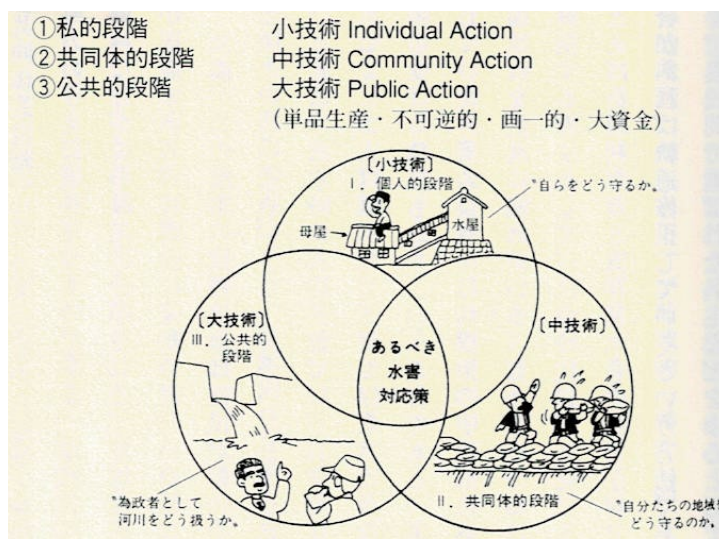 ①私的段階 小技術 Individual Action
②共同体的段階 中技術 Community Action
③公共的段階 大技術 Public Action
(単品生産・不可逆的・画一的・大資金)
〔小技術〕
I. 個人的段階
〝自らをどう守るか。
母屋→
水屋
〔大技術〕
III. 公共的
段階
あるべき
水害
対応策
〔中技術〕
II. 共同体的段階
〝為政者として
河川をどう扱うか。
〝自分たちの地域
どう守るのか。